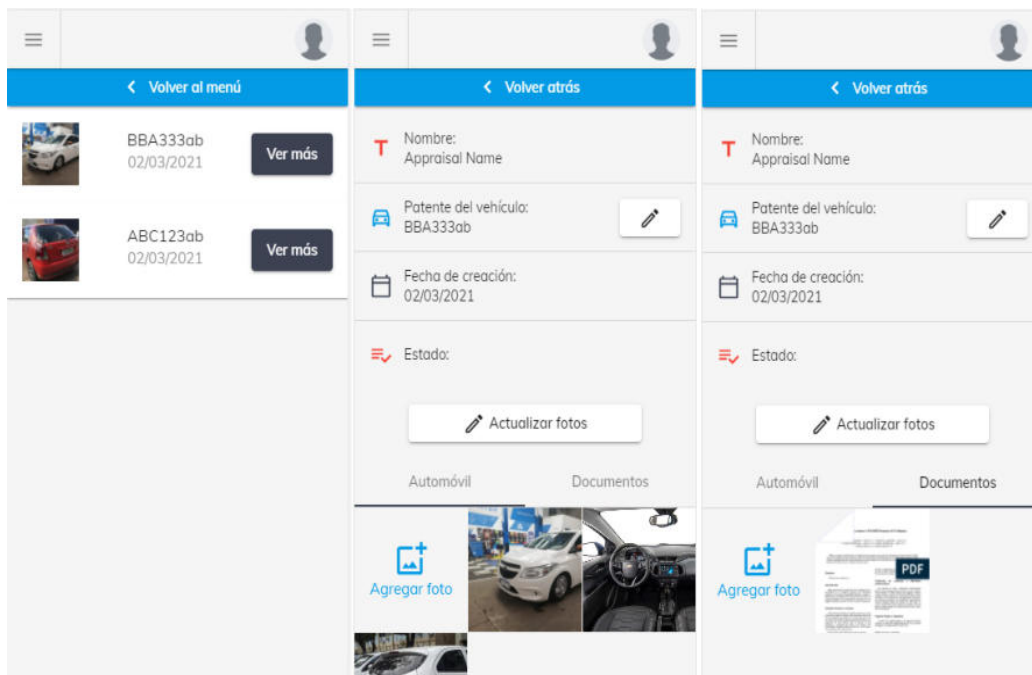 Volver al menú
BBA333ab
02/03/2021
Ver más
ABC123ab
02/03/2021
Ver más
Volver atrás
Nombre:
Appraisal Name
Patente del vehículo:
BBA333ab
Fecha de creación:
02/03/2021
Estado:
Actualizar fotos
Automóvil
Documentos
Agregar foto
Volver atrás
Nombre:
Appraisal Name
Patente del vehículo:
BBA333ab
Fecha de creación:
02/03/2021
Estado:
Actualizar fotos
Automóvil
Documentos
Agregar foto
PDF